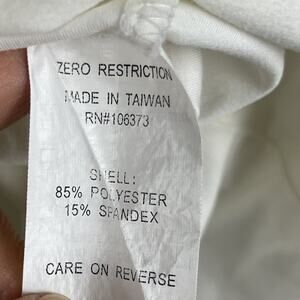 ZERO RESTRICTION
MADE IN TAIWAN
RN#106373
SHELL:
85% POLYESTER
15% SPANDEX
CARE ON REVERSE